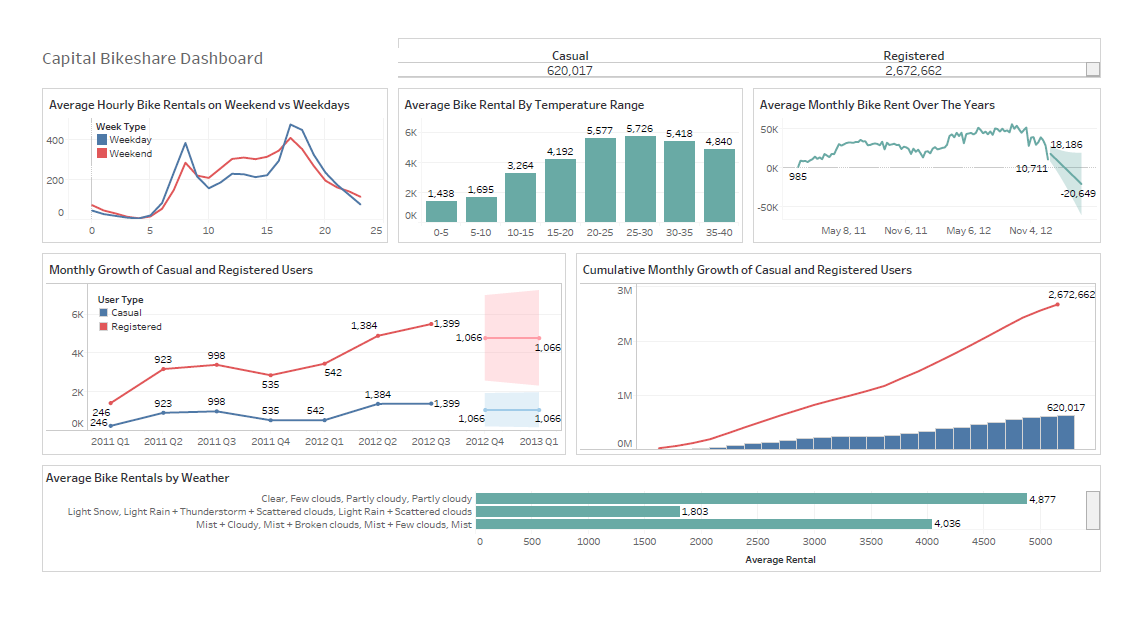 Capital Bikeshare Dashboard
Casual Registered
620,017 2,672,662
Average Hourly Bike Rentals on Weekend vs Weekdays
Week Type
Weekday
Weekend
400
200
0
0 5 10 15 20 25
Average Bike Rental By Temperature Range
6K
4K
2K
0K
1,438 1,695 3,264 4,192 5,577 5,726 5,418 4,840
0-5 5-10 10-15 15-20 20-25 25-30 30-35 35-40
Average Monthly Bike Rent Over The Years
50K
0K
-50K
985
18,186
10,711
-20,649
May 8, 11 Nov 6, 11 May 6, 12 Nov 4, 12
Monthly Growth of Casual and Registered Users
User Type
Casual
Registered
6K
4K
2K
0K
246 923 998 535 542 1,384 1,399 1,066 1,066
246 923 998 535 542 1,384 1,399 1,066 1,066
2011 Q1 2011 Q2 2011 Q3 2011 Q4 2012 Q1 2012 Q2 2012 Q3 2012 Q4 2013 Q1
Cumulative Monthly Growth of Casual and Registered Users
3M
2M
1M
0M
2,672,662
620,017
Average Bike Rentals by Weather
Clear, Few clouds, Partly cloudy, Partly cloudy 4,877
Light Snow, Light Rain + Thunderstorm + Scattered clouds, Light Rain + Scattered clouds 1,803
Mist + Cloudy, Mist + Broken clouds, Mist + Few clouds, Mist 4,036
0 500 1000 1500 2000 2500 3000 3500 4000 4500 5000
Average Rental